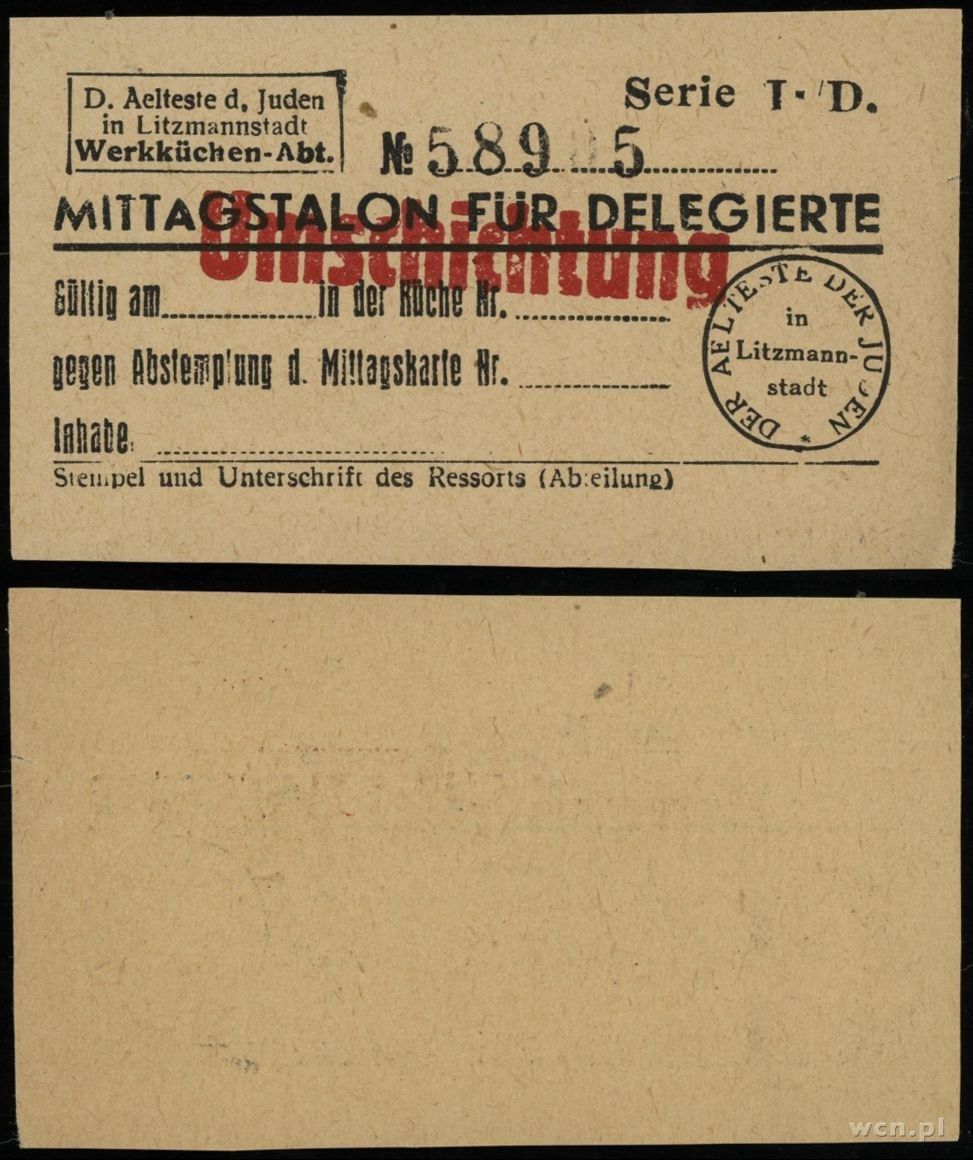 D. Aelteste d. Juden
in Litzmannstadt
Werkküchen-Abt.
Serie I-D.
№ 589 5
MITTAGSTALON FÜR DELEGIERTE
Umschichtung
Gültig am in der Küche Nr.
gegen Abstemplung d. Mittagskarte Nr.
Inhabe
Stempel und Unterschrift des Ressorts (Abteilung)
DER AELTESTE DER JUDEN
in
Litzmann-
stadt
*
wcn.pl